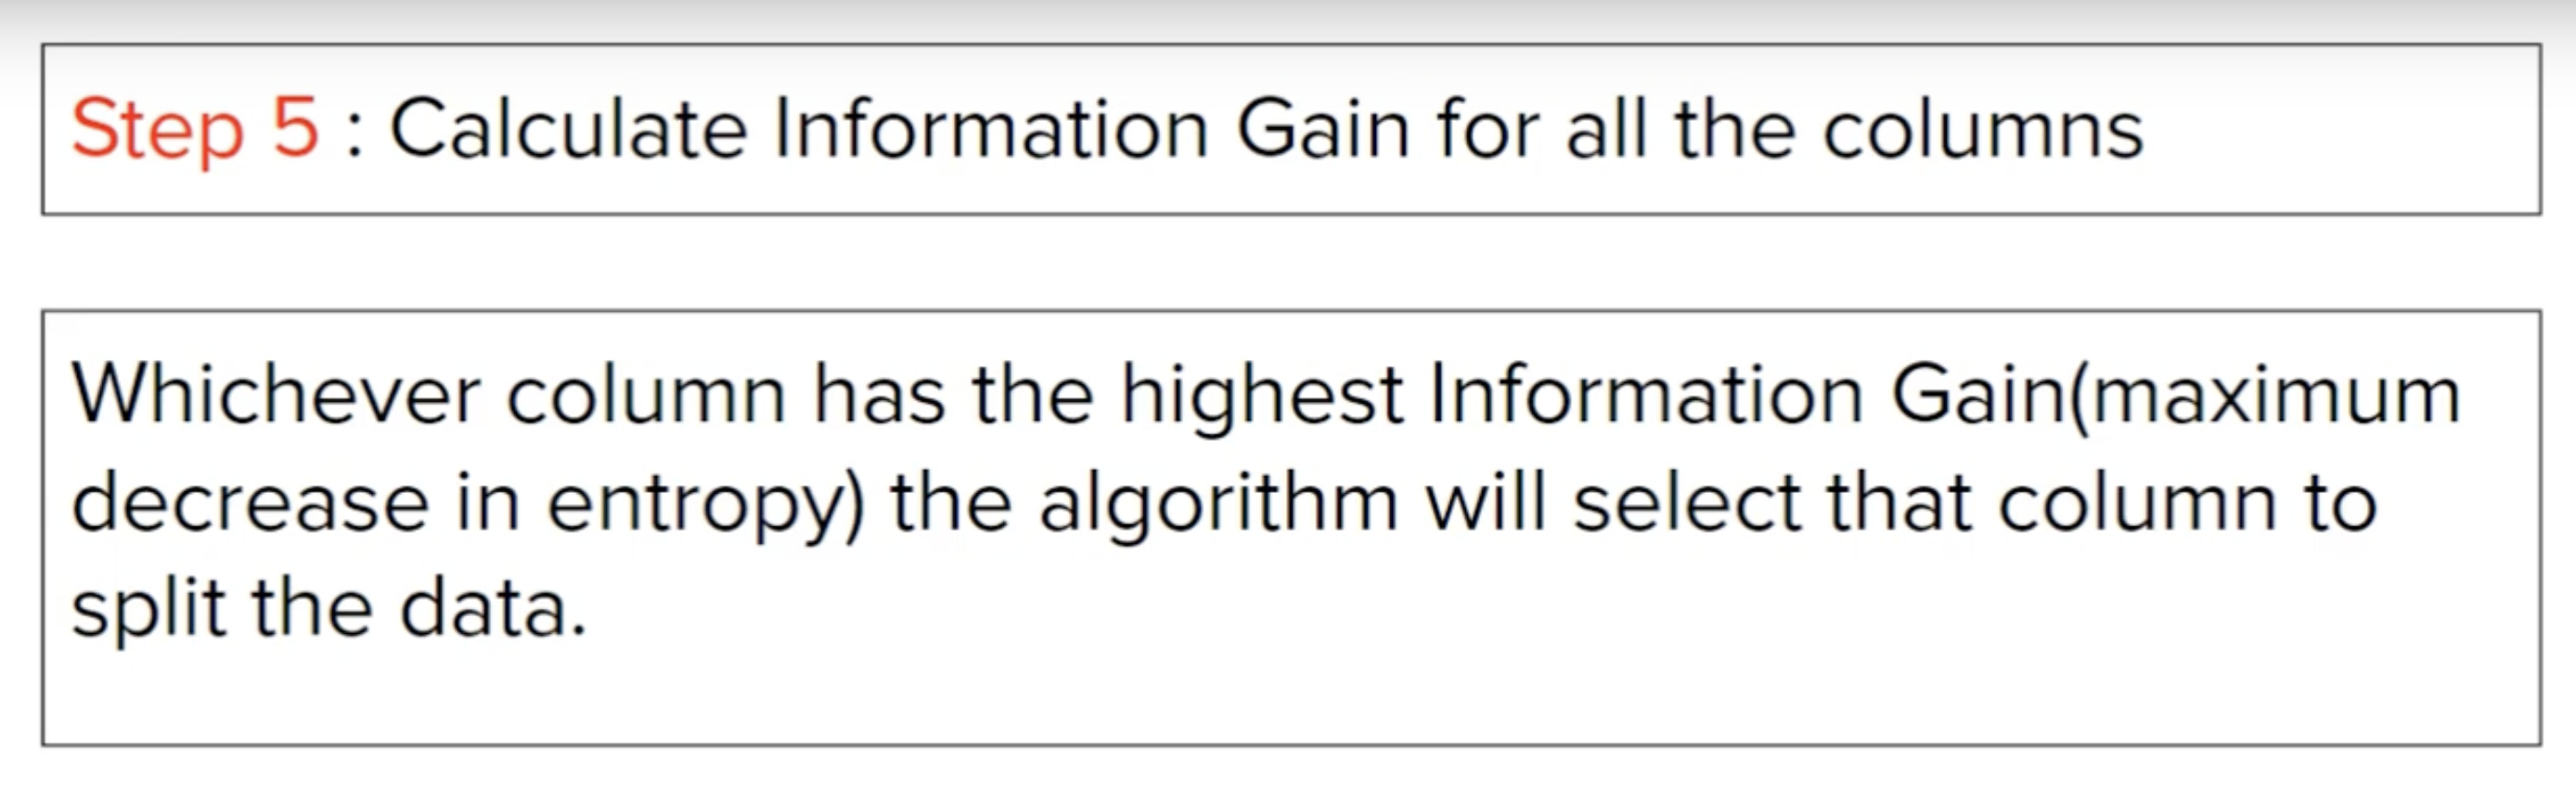 Step 5 : Calculate Information Gain for all the columns
Whichever column has the highest Information Gain(maximum
decrease in entropy) the algorithm will select that column to
split the data.